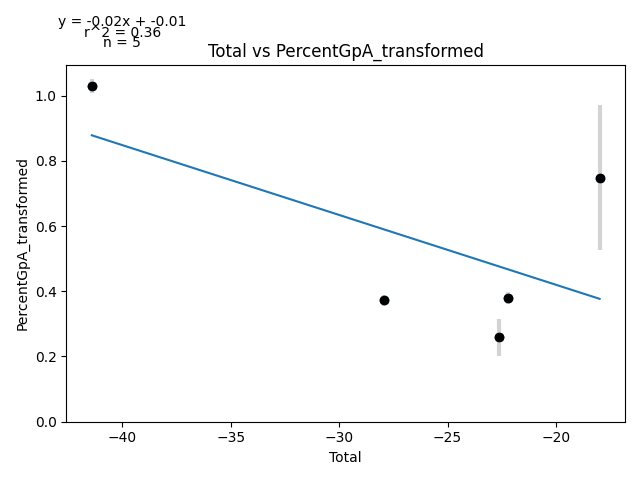 y = -0.02x + -0.01
r^2 = 0.36
n = 5
Total vs PercentGpA_transformed
PercentGpA_transformed
1.0
0.8
0.6
0.4
0.2
0.0
−40
−35
−30
−25
−20
Total